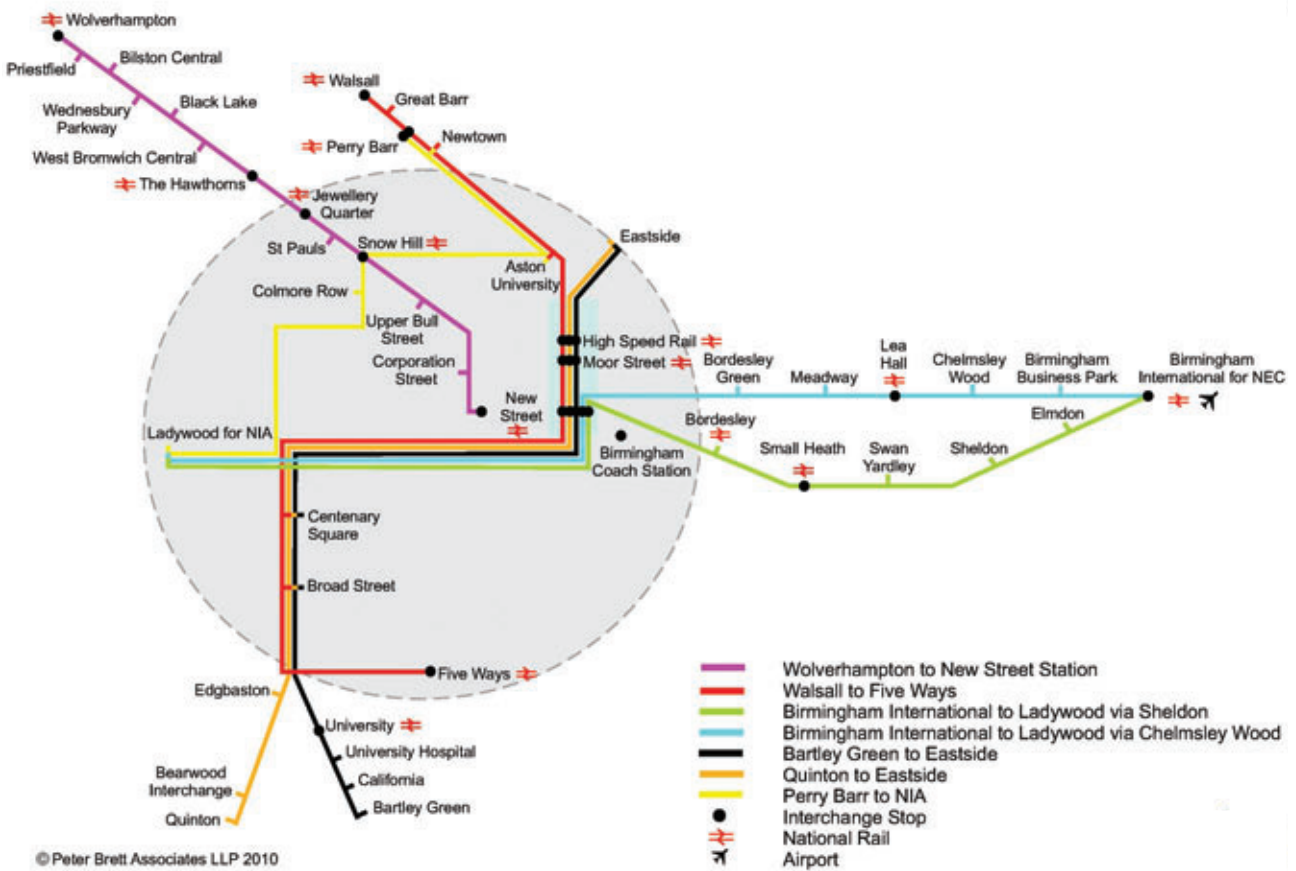 Wolverhampton
Priestfield
Bilston Central
Wednesbury
Parkway
Black Lake
West Bromwich Central
The Hawthorns
Jewellery
Quarter
St Pauls
Snow Hill
Colmore Row
Upper Bull
Street
Corporation
Street
Walsall
Great Barr
Perry Barr
Newtown
Aston
University
Eastside
High Speed Rail
Moor Street
New
Street
Birmingham
Coach Station
Ladywood for NIA
Bordesley
Green
Meadway
Lea
Hall
Chelmsley
Wood
Birmingham
Business Park
Birmingham
International for NEC
Bordesley
Small Heath
Swan
Yardley
Sheldon
Elmdon
Centenary
Square
Broad Street
Five Ways
Edgbaston
Bearwood
Interchange
Quinton
University
University Hospital
California
Bartley Green
Wolverhampton to New Street Station
Walsall to Five Ways
Birmingham International to Ladywood via Sheldon
Birmingham International to Ladywood via Chelmsley Wood
Bartley Green to Eastside
Quinton to Eastside
Perry Barr to NIA
Interchange Stop
National Rail
Airport
© Peter Brett Associates LLP 2010